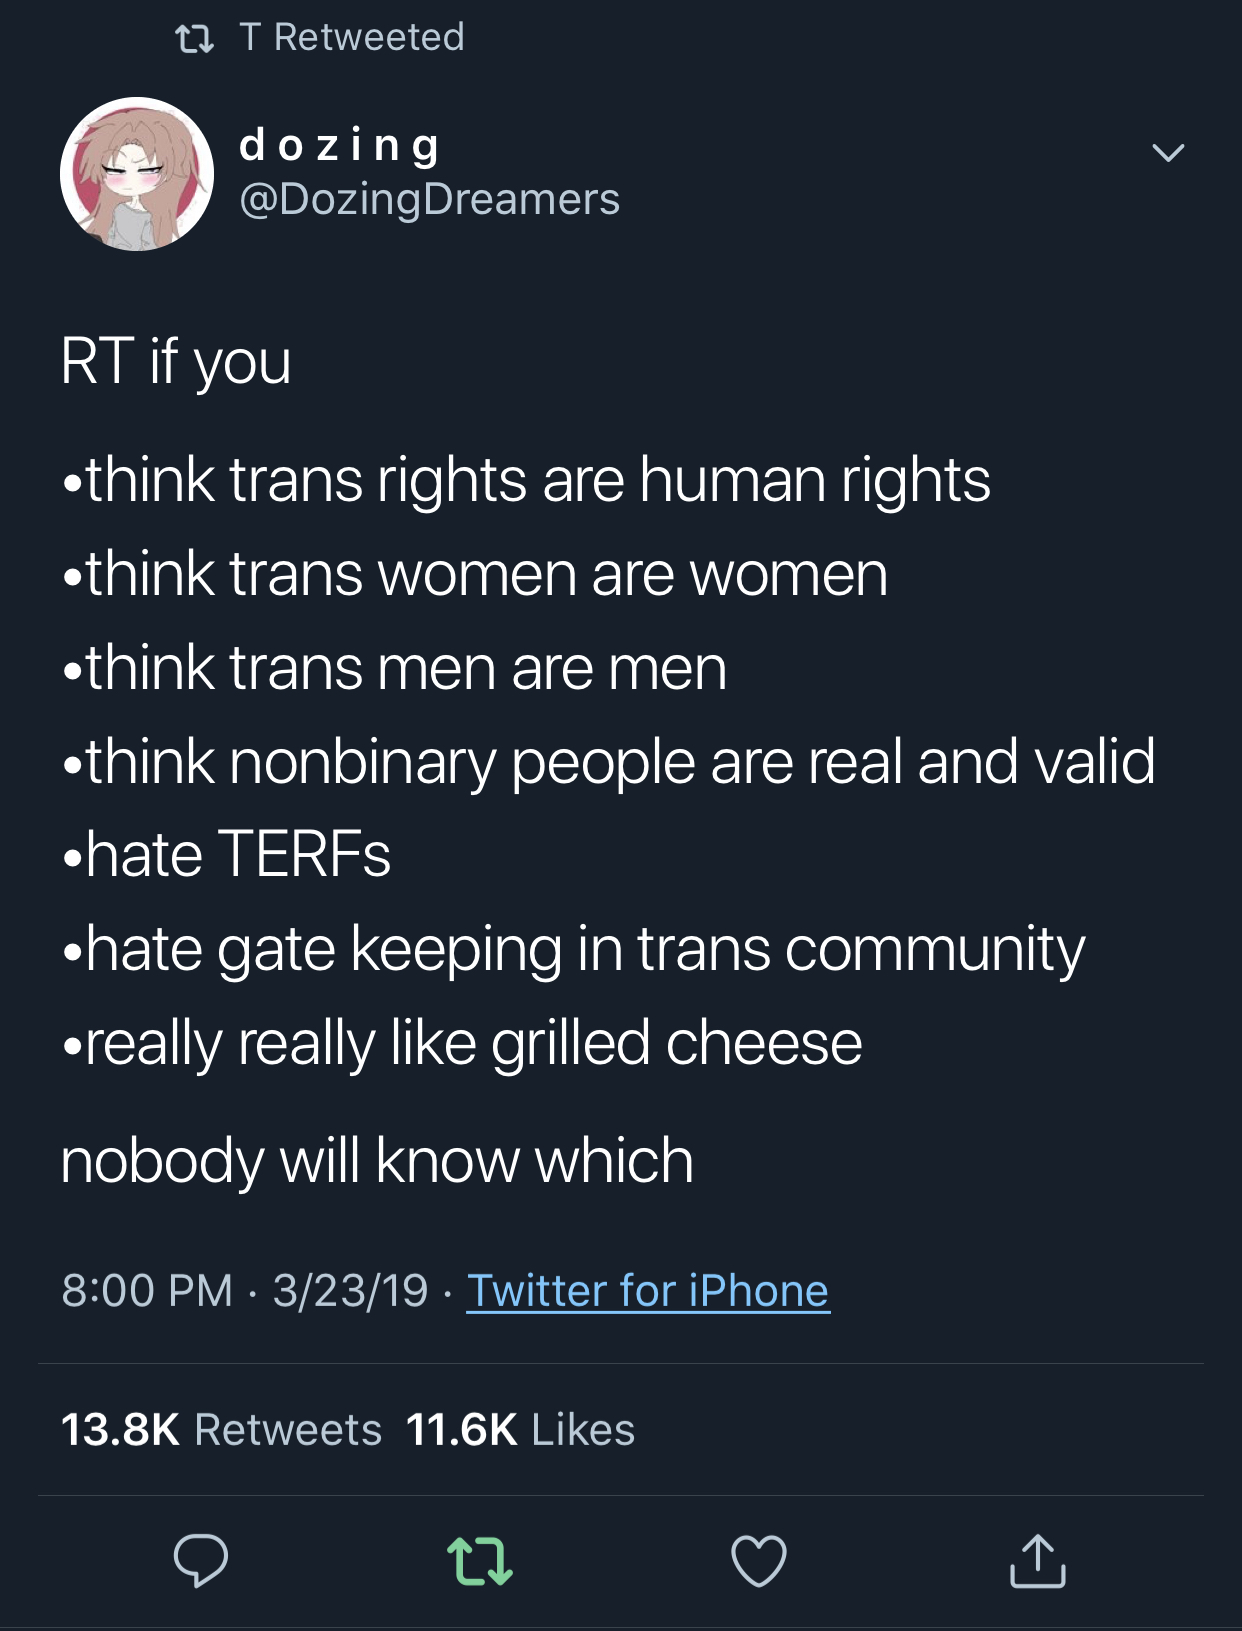 T Retweeted
d o z i n g
@DozingDreamers
RT if you
•think trans rights are human rights
•think trans women are women
•think trans men are men
•think nonbinary people are real and valid
•hate TERFs
•hate gate keeping in trans community
•really really like grilled cheese
nobody will know which
8:00 PM · 3/23/19 · Twitter for iPhone
13.8K Retweets 11.6K Likes